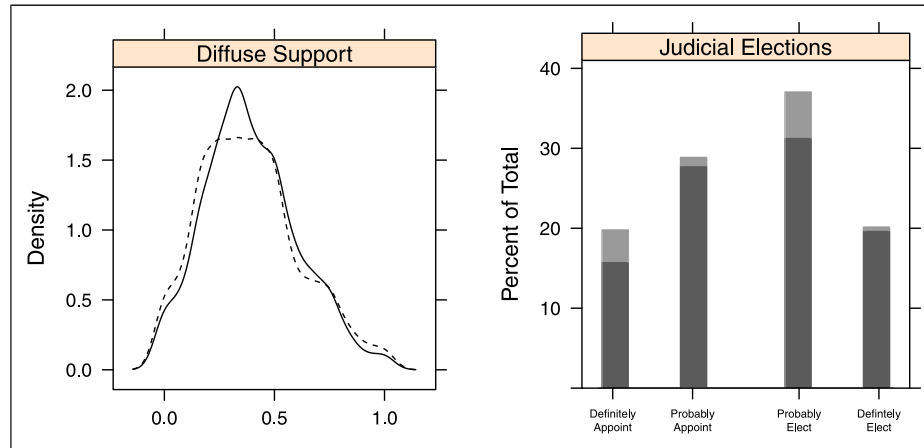 Diffuse Support
Density
2.0
1.5
1.0
0.5
0.0
0.0 0.5 1.0
Judicial Elections
Percent of Total
40
30
20
10
Definitely
Appoint
Probably
Appoint
Probably
Elect
Defintely
Elect